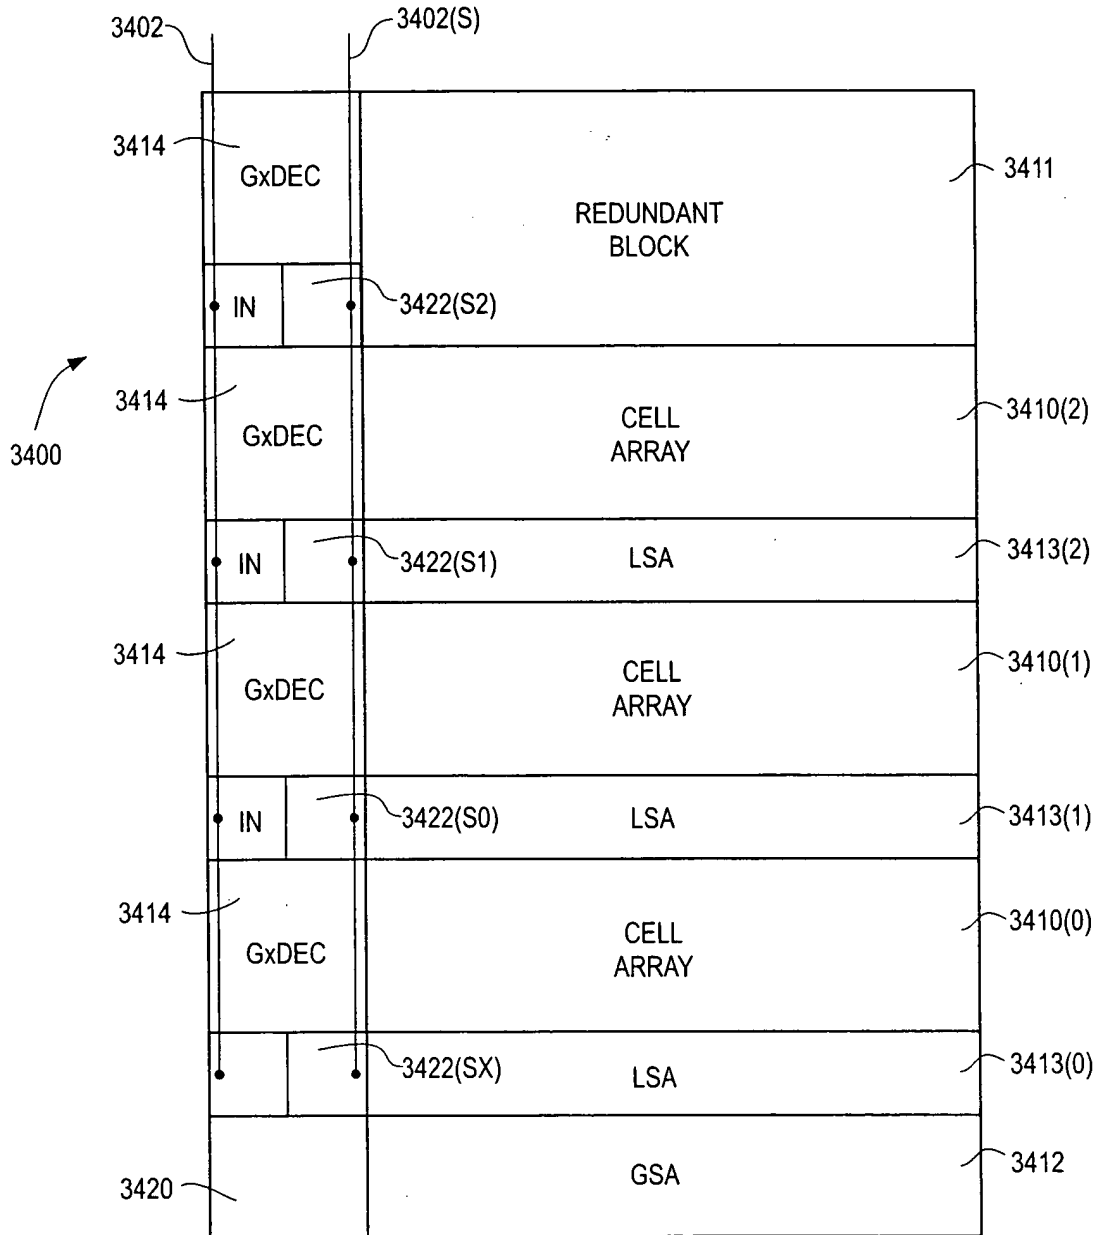 3402
3402(S)
3414
GxDEC
3411
REDUNDANT
BLOCK
IN
3422(S2)
3400
3414
GxDEC
CELL
ARRAY
3410(2)
IN
3422(S1)
LSA
3413(2)
3414
GxDEC
CELL
ARRAY
3410(1)
IN
3422(S0)
LSA
3413(1)
3414
GxDEC
CELL
ARRAY
3410(0)
3422(SX)
LSA
3413(0)
3420
GSA
3412